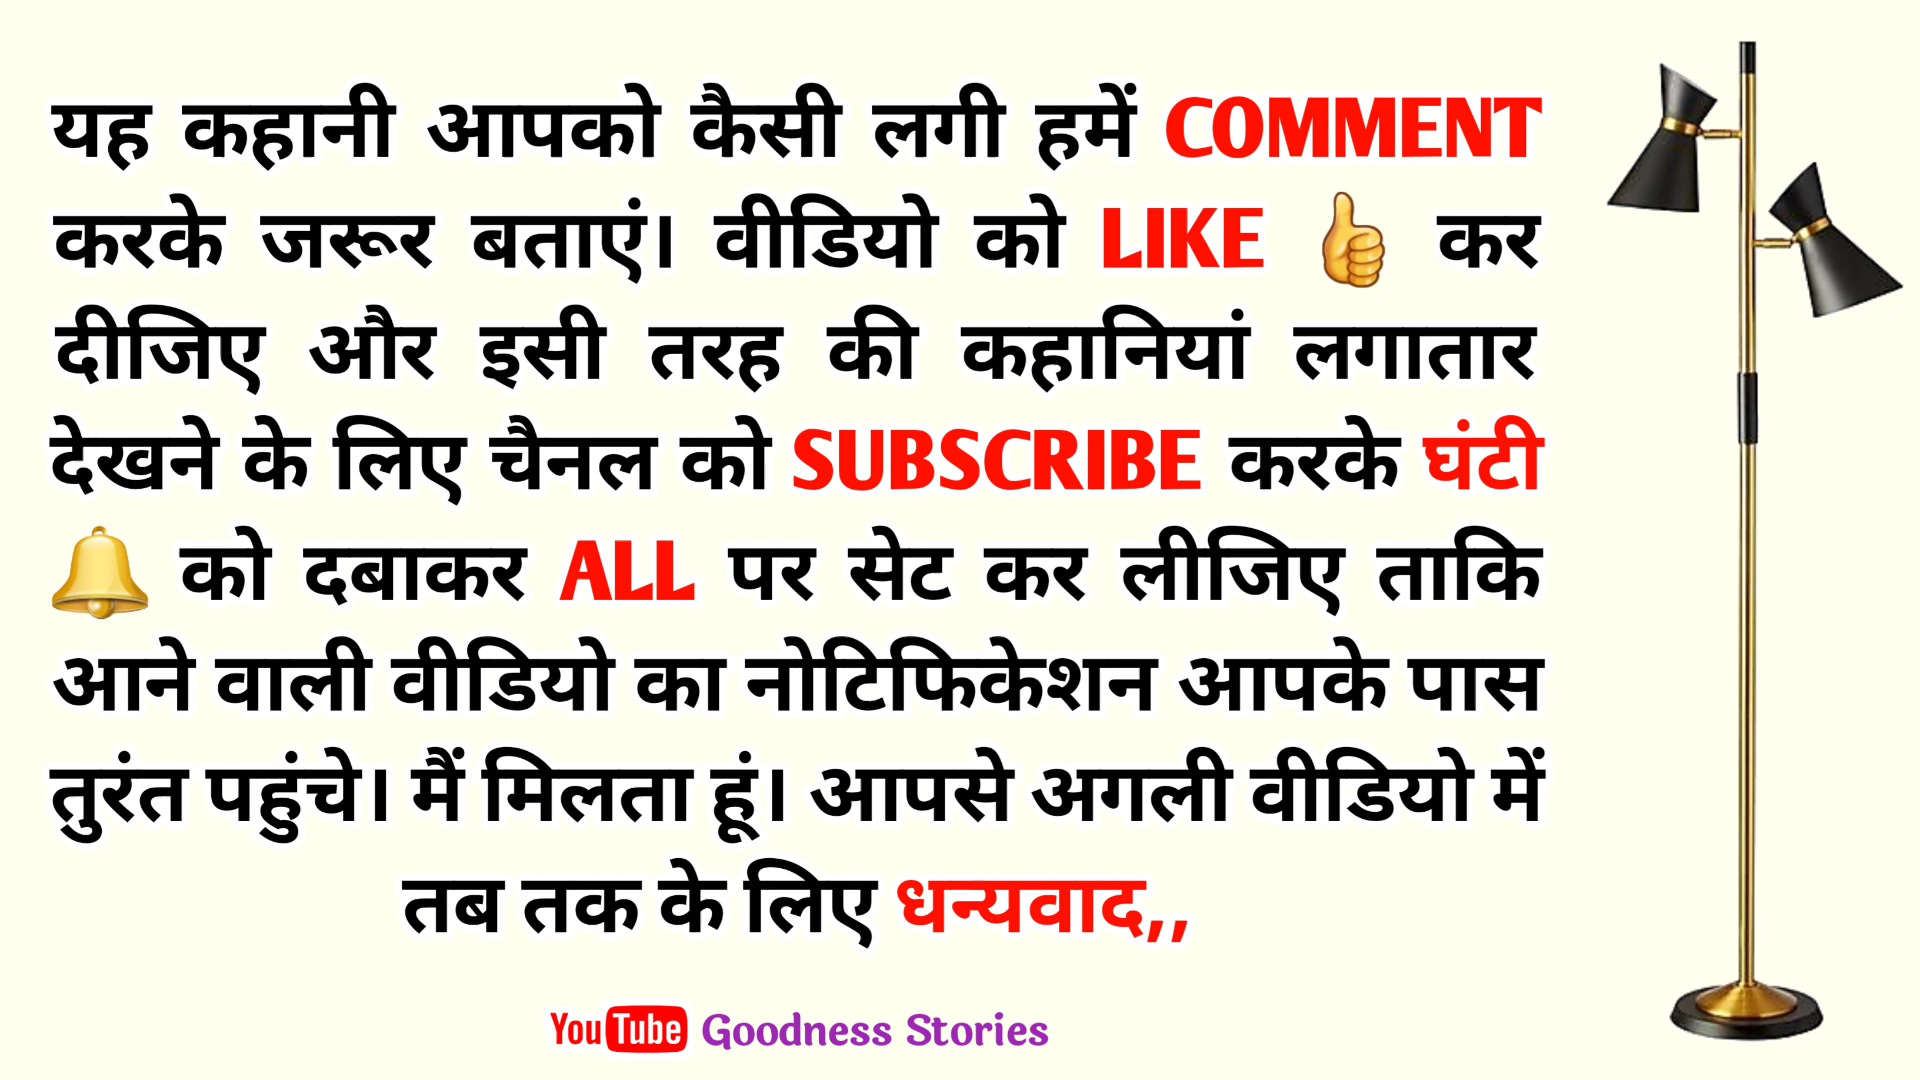 यह कहानी आपको कैसी लगी हमें COMMENT
करके जरूर बताएं। वीडियो को LIKE 👍 कर
दीजिए और इसी तरह की कहानियां लगातार
देखने के लिए चैनल को SUBSCRIBE करके घंटी
🔔 को दबाकर ALL पर सेट कर लीजिए ताकि
आने वाली वीडियो का नोटिफिकेशन आपके पास
तुरंत पहुंचे। मैं मिलता हूं। आपसे अगली वीडियो में
तब तक के लिए धन्यवाद,,
YouTube Goodness Stories